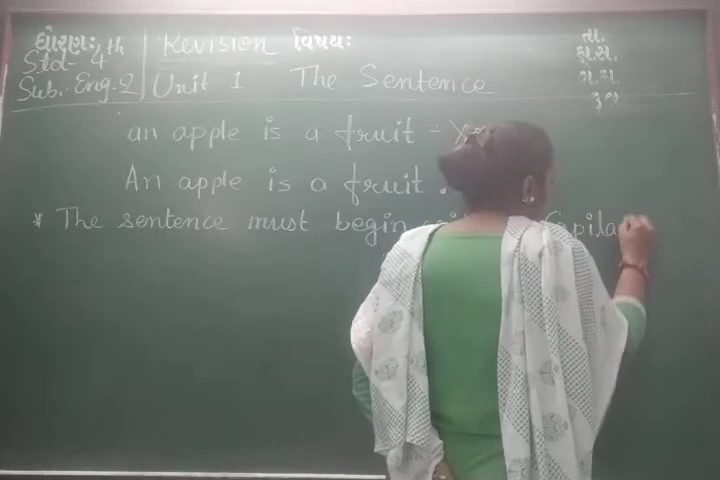 ધોરણઃ Std- 4th Revision વિષયઃ તા.
Sub. Eng. 2 Unit 1 The Sentence હા.સ.
ગે.હા.
કુલ
an apple is a fruit - X
An apple is a fruit.
* The sentence must begin Capila